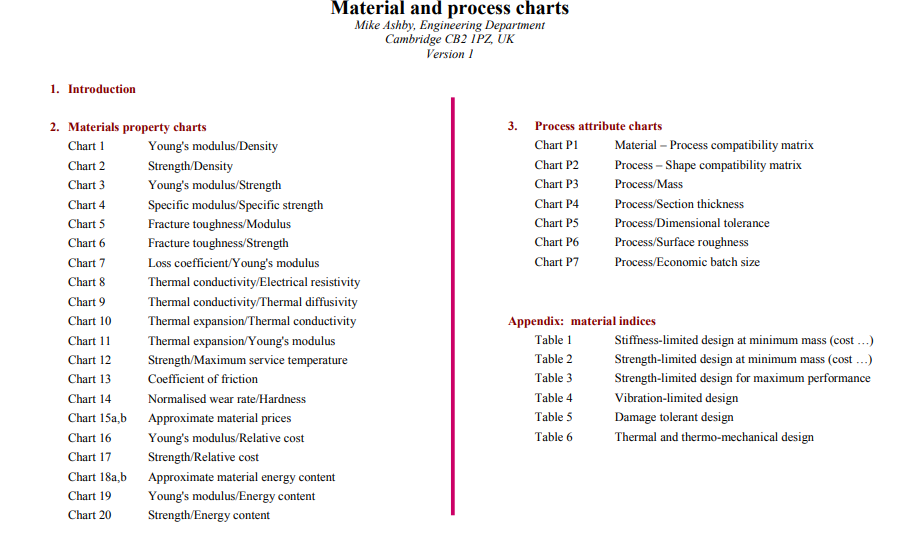 Material and process charts
Mike Ashby, Engineering Department
Cambridge CB2 1PZ, UK
Version 1
1. Introduction
2. Materials property charts
Chart 1 Young's modulus/Density
Chart 2 Strength/Density
Chart 3 Young's modulus/Strength
Chart 4 Specific modulus/Specific strength
Chart 5 Fracture toughness/Modulus
Chart 6 Fracture toughness/Strength
Chart 7 Loss coefficient/Young's modulus
Chart 8 Thermal conductivity/Electrical resistivity
Chart 9 Thermal conductivity/Thermal diffusivity
Chart 10 Thermal expansion/Thermal conductivity
Chart 11 Thermal expansion/Young's modulus
Chart 12 Strength/Maximum service temperature
Chart 13 Coefficient of friction
Chart 14 Normalised wear rate/Hardness
Chart 15a,b Approximate material prices
Chart 16 Young's modulus/Relative cost
Chart 17 Strength/Relative cost
Chart 18a,b Approximate material energy content
Chart 19 Young's modulus/Energy content
Chart 20 Strength/Energy content
3. Process attribute charts
Chart P1 Material – Process compatibility matrix
Chart P2 Process – Shape compatibility matrix
Chart P3 Process/Mass
Chart P4 Process/Section thickness
Chart P5 Process/Dimensional tolerance
Chart P6 Process/Surface roughness
Chart P7 Process/Economic batch size
Appendix: material indices
Table 1 Stiffness-limited design at minimum mass (cost …)
Table 2 Strength-limited design at minimum mass (cost …)
Table 3 Strength-limited design for maximum performance
Table 4 Vibration-limited design
Table 5 Damage tolerant design
Table 6 Thermal and thermo-mechanical design